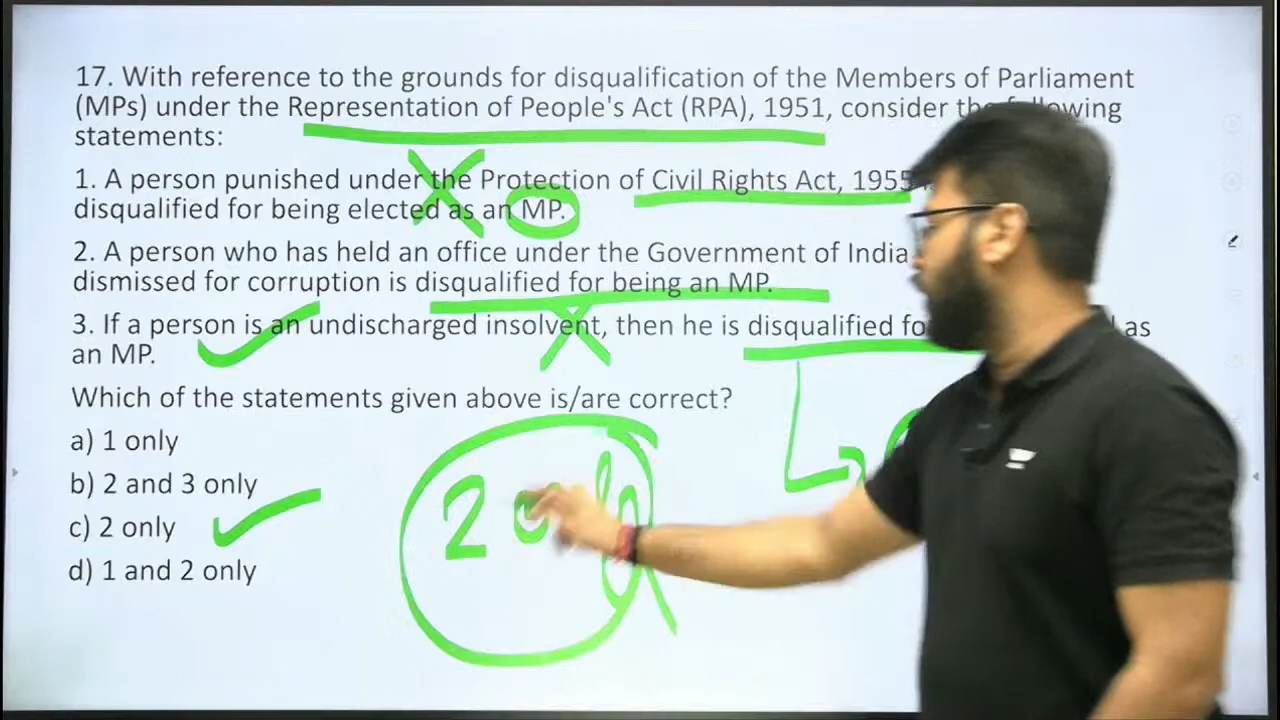 17. With reference to the grounds for disqualification of the Members of Parliament
(MPs) under the Representation of People's Act (RPA), 1951, consider the following
statements:
1. A person punished under the Protection of Civil Rights Act, 1955
disqualified for being elected as an MP.
2. A person who has held an office under the Government of India
dismissed for corruption is disqualified for being an MP.
3. If a person is an undischarged insolvent, then he is disqualified as
an MP.
Which of the statements given above is/are correct?
a) 1 only
b) 2 and 3 only
c) 2 only
d) 1 and 2 only
2